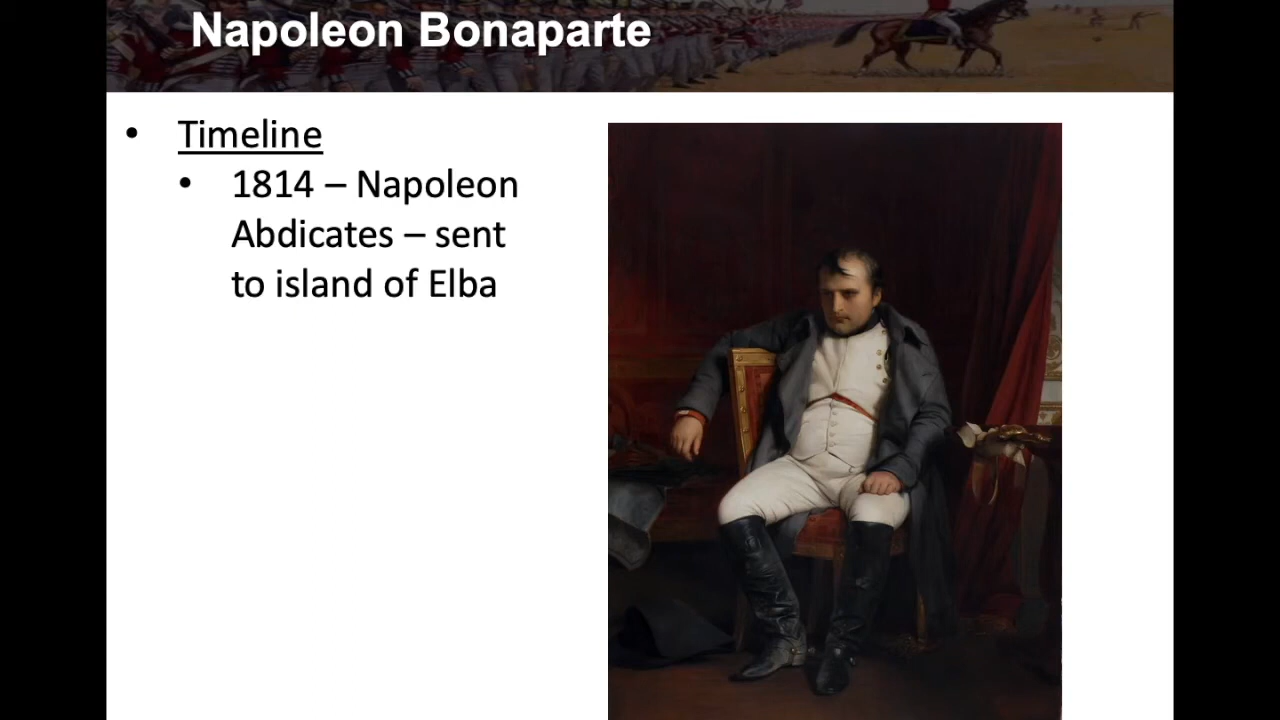 Napoleon Bonaparte
• Timeline
• 1814 – Napoleon
Abdicates – sent
to island of Elba